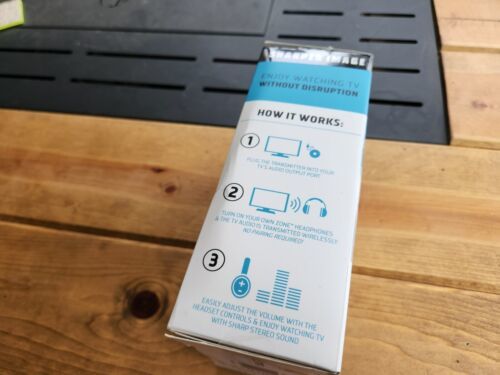 SHARPER IMAGE
ENJOY WATCHING TV
WITHOUT DISRUPTION
HOW IT WORKS:
1
PLUG THE TRANSMITTER INTO YOUR
TV'S AUDIO OUTPUT PORT
2
TURN ON YOUR OWN ZONE™ HEADPHONES
& THE TV AUDIO IS TRANSMITTED WIRELESSLY
NO PAIRING REQUIRED!
3
EASILY ADJUST THE VOLUME WITH THE
HEADSET CONTROLS & ENJOY WATCHING TV
WITH SHARP STEREO SOUND